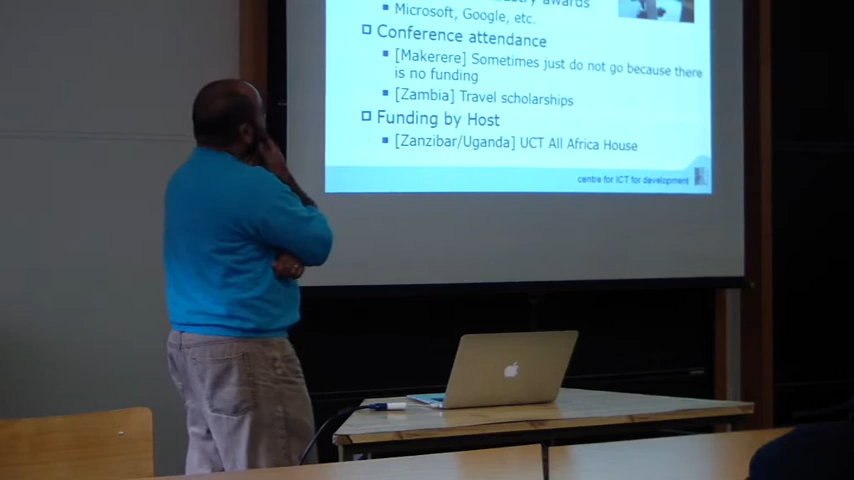 awards
Microsoft, Google, etc.
Conference attendance
[Makerere] Sometimes just do not go because there
is no funding
[Zambia] Travel scholarships
Funding by Host
[Zanzibar/Uganda] UCT All Africa House
centre for ICT for development